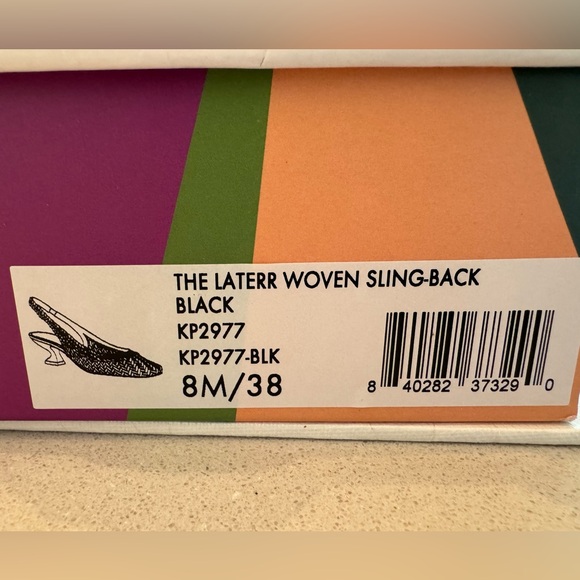 THE LATERR WOVEN SLING-BACK
BLACK
KP2977
KP2977-BLK
8M/38
8 40282 37329 0